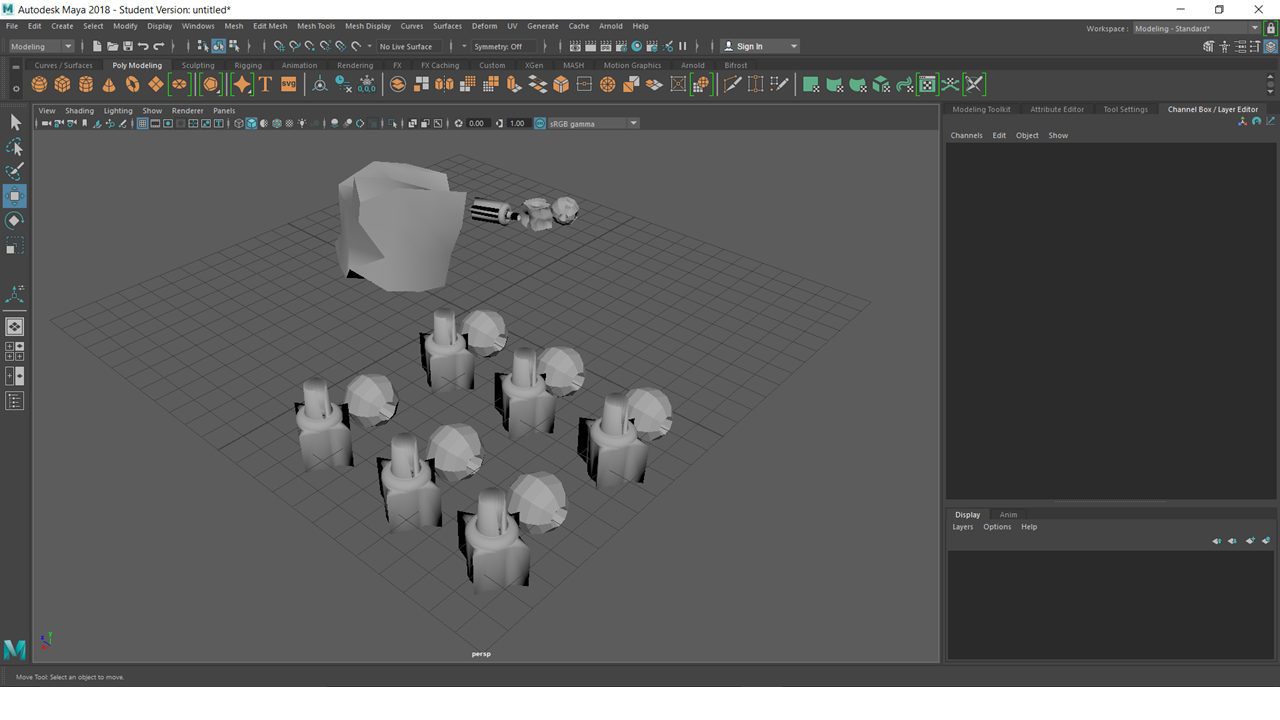 Autodesk Maya 2018 - Student Version: untitled*
File Edit Create Select Modify Display Windows Mesh Edit Mesh Mesh Tools Mesh Display Curves Surfaces Deform UV Generate Cache Arnold Help
Workspace : Modeling - Standard*
Modeling No Live Surface Symmetry: Off Sign In
Curves / Surfaces Poly Modeling Sculpting Rigging Animation Rendering FX FX Caching Custom XGen MASH Motion Graphics Arnold Bifrost
T SVG 0,0,0
View Shading Lighting Show Renderer Panels
0.00 1.00 sRGB gamma
Modeling Toolkit Attribute Editor Tool Settings Channel Box / Layer Editor
Channels Edit Object Show
Display Anim
Layers Options Help
y
persp
Move Tool: Select an object to move.